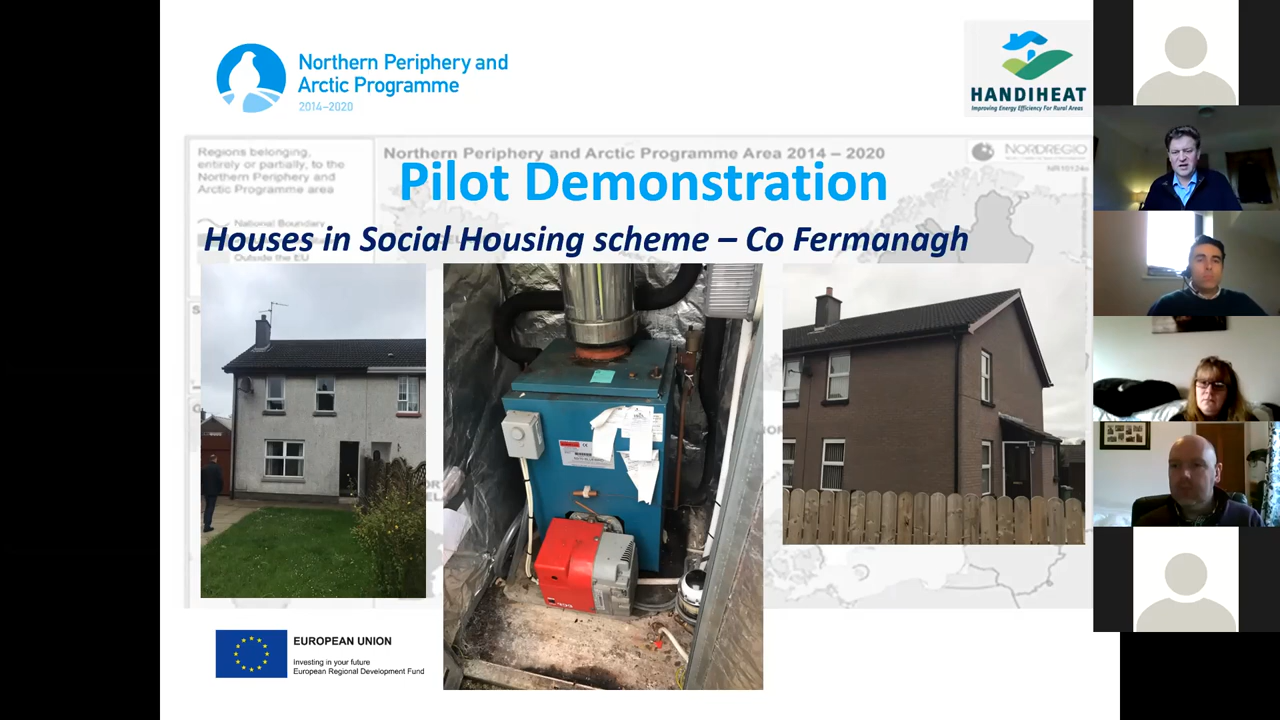 Northern Periphery and
Arctic Programme
2014–2020
HANDIHEAT
Improving Energy Efficiency For Rural Areas
Regions belonging,
entirely or partially, to the
Northern Periphery and
Arctic Programme area
National Boundary
Outside the EU
Northern Periphery and Arctic Programme Area 2014 – 2020
NORDREGIO
Pilot Demonstration
Houses in Social Housing scheme – Co Fermanagh
EUROPEAN UNION
Investing in your future
European Regional Development Fund